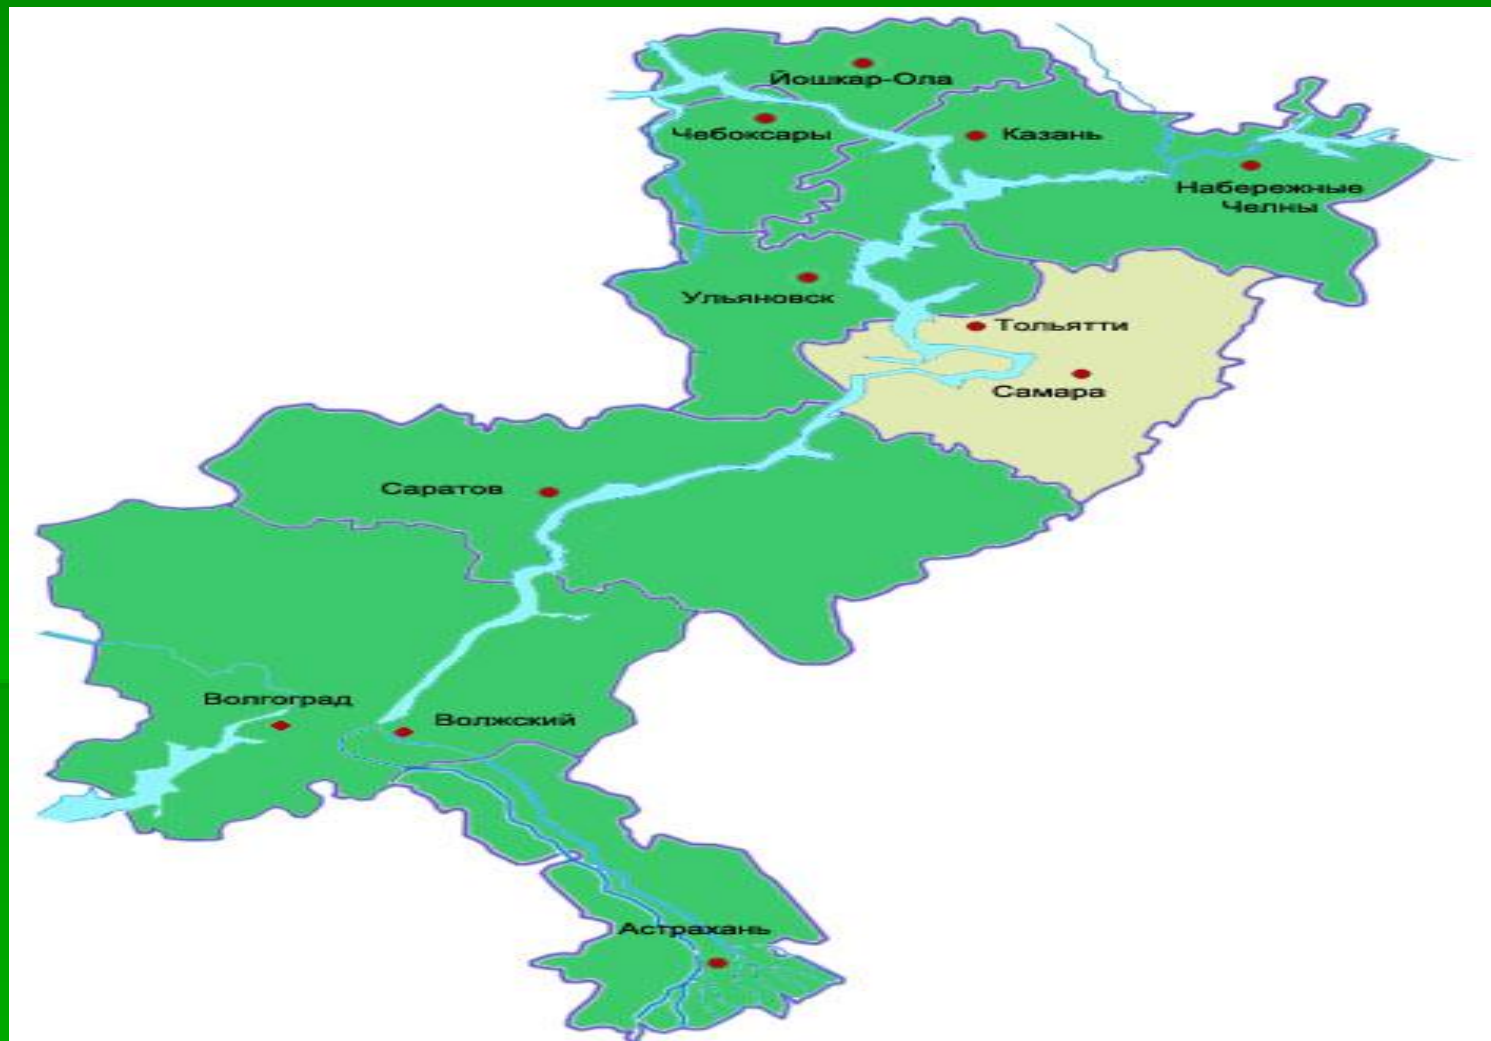 Йошкар-Ола
Чебоксары
Казань
Набережные
Челны
Ульяновск
Тольятти
Самара
Саратов
Волгоград
Волжский
Астрахань